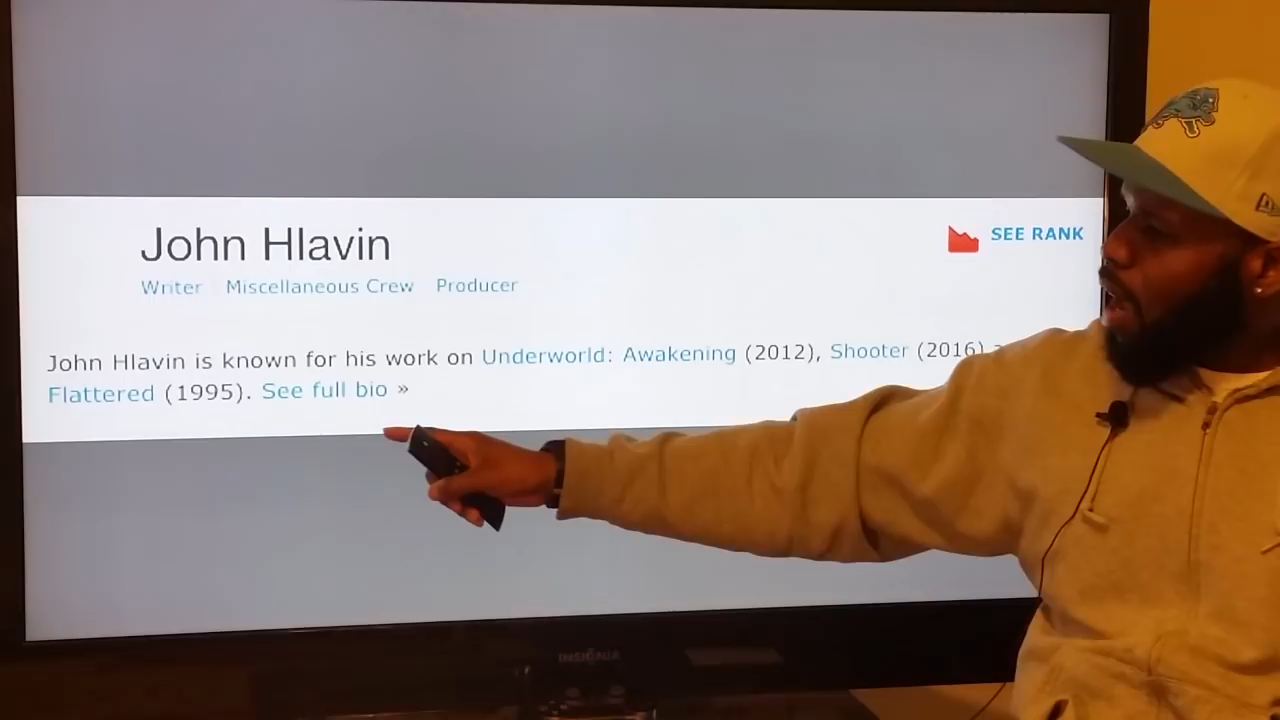 John Hlavin
SEE RANK
Writer Miscellaneous Crew Producer
John Hlavin is known for his work on Underworld: Awakening (2012), Shooter (2016)
Flattered (1995). See full bio »
INSIGNIA